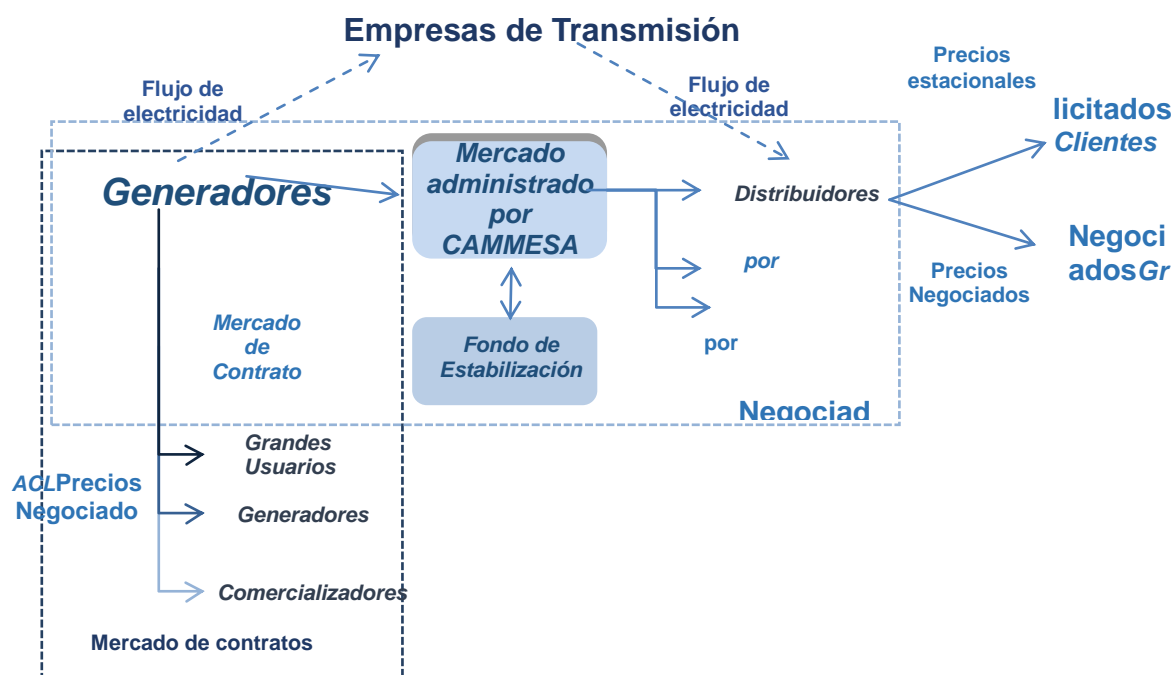 Empresas de Transmisión
Flujo de
electricidad
Flujo de
electricidad
Precios
estacionales
licitados
Clientes
Generadores
Mercado
administrado
por
CAMMESA
Distribuidores
Negoci
adosGr
por
Precios
Negociados
Mercado
de
Contrato
Fondo de
Estabilización
por
Negociad
Grandes
Usuarios
ACLPrecios
Negociado
Generadores
Comercializadores
Mercado de contratos